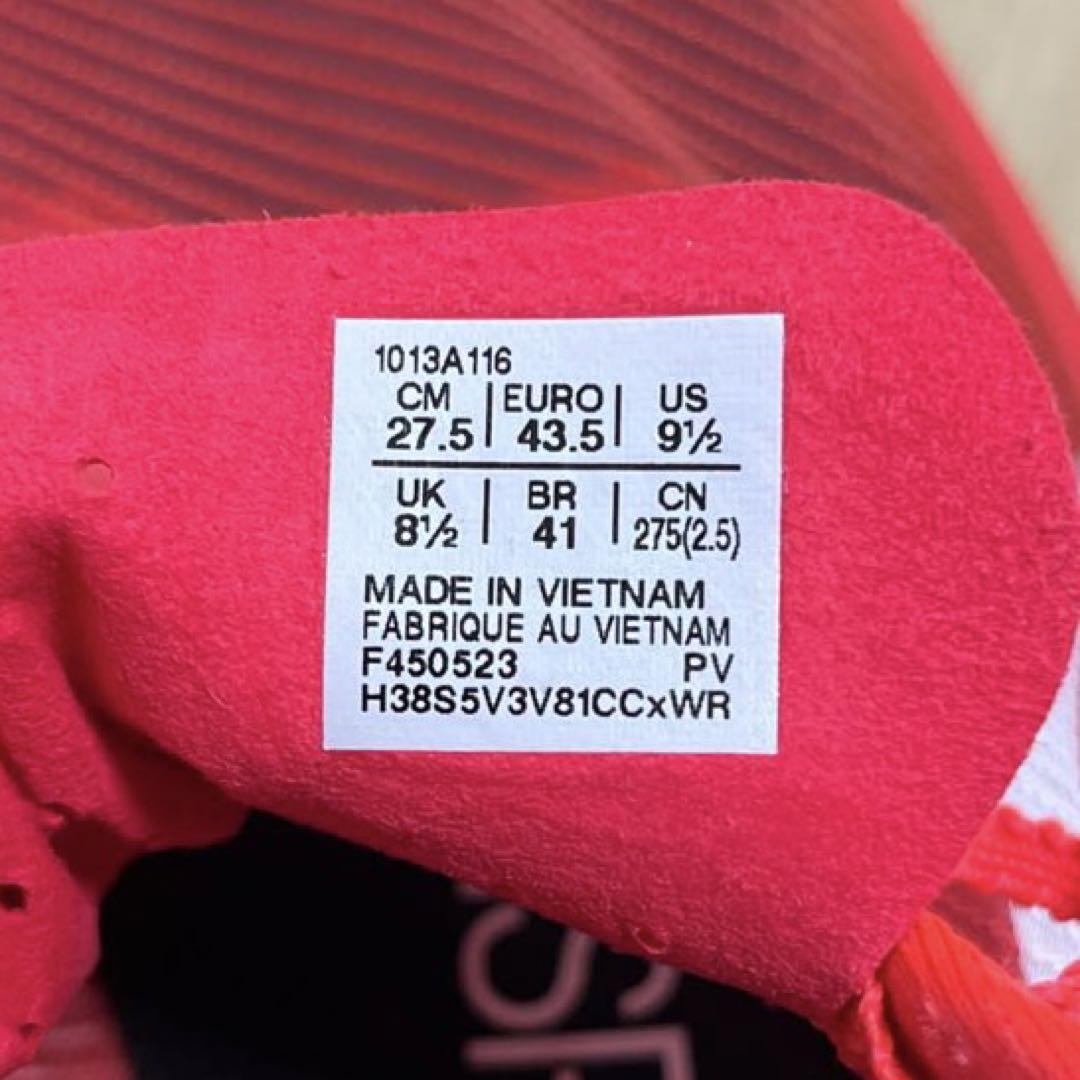 1013A116
CM | EURO | US
27.5 | 43.5 | 9½
UK | BR | CN
8½ | 41 | 275(2.5)
MADE IN VIETNAM
FABRIQUE AU VIETNAM
F450523 PV
H38S5V3V81CCxWR